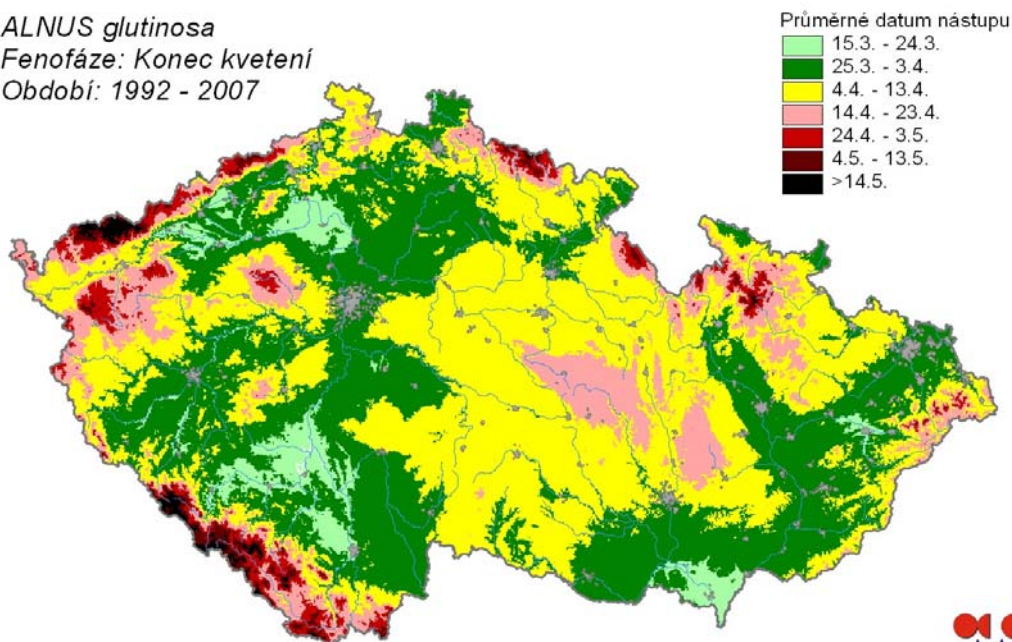 ALNUS glutinosa
Fenofáze: Konec kvetení
Období: 1992 - 2007
Průměrné datum nástupu
15.3. - 24.3.
25.3. - 3.4.
4.4. - 13.4.
14.4. - 23.4.
24.4. - 3.5.
4.5. - 13.5.
>14.5.